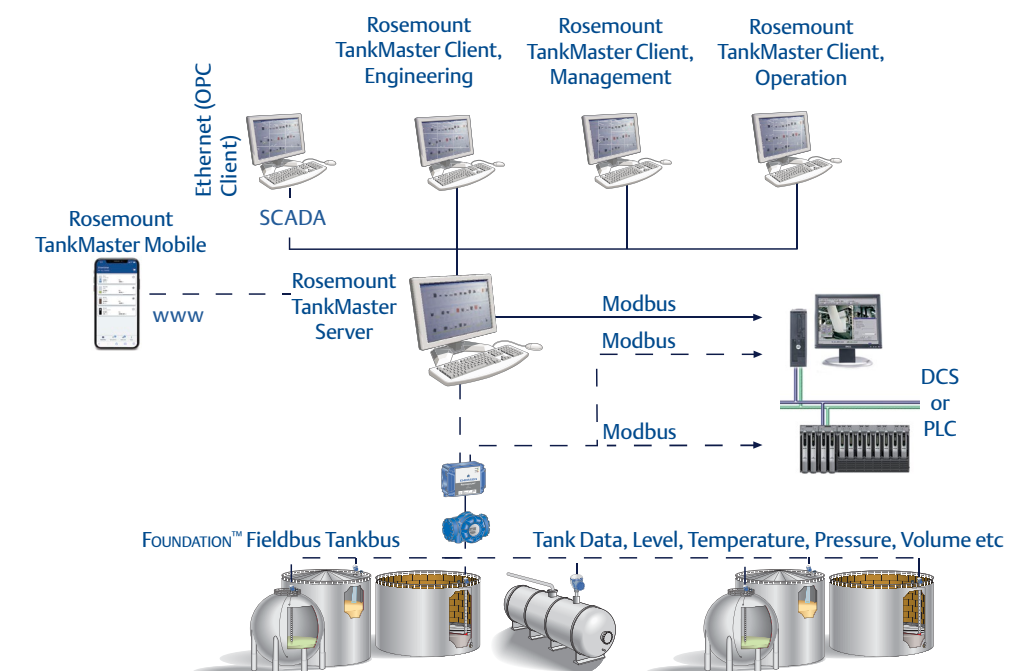 Rosemount
TankMaster Client,
Engineering
Rosemount
TankMaster Client,
Management
Rosemount
TankMaster Client,
Operation
Ethernet (OPC
Client)
SCADA
Rosemount
TankMaster Mobile
www
Rosemount
TankMaster
Server
Modbus
Modbus
Modbus
DCS
or
PLC
FOUNDATION™ Fieldbus Tankbus
Tank Data, Level, Temperature, Pressure, Volume etc